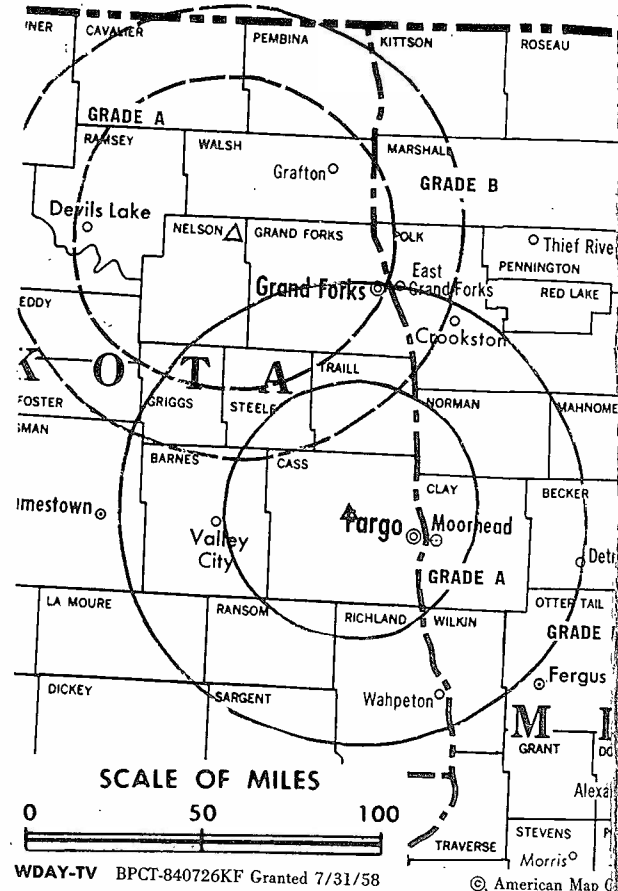 CAVALIER
PEMBINA
KITTSON
ROSEAU
GRADE A
RAMSEY
WALSH
MARSHALL
Grafton
GRADE B
Devils Lake
NELSON
GRAND FORKS
Thief Rive
PENNINGTON
East
Grand Forks
Grand Forks
RED LAKE
EDDY
Crookston
K O T A
TRAILL
FOSTER
GRIGGS
STEELE
NORMAN
MAHNOME
BARNES
CASS
CLAY
BECKER
mestown
Valley
City
Fargo
Moorhead
Detr
GRADE A
LA MOURE
RANSOM
RICHLAND
WILKIN
OTTER TAIL
GRADE
DICKEY
SARGENT
Wahpeton
Fergus
M I
GRANT
SCALE OF MILES
0 50 100
Alexa
STEVENS
TRAVERSE
Morris
WDAY-TV BPCT-840726KF Granted 7/31/58
© American Map C